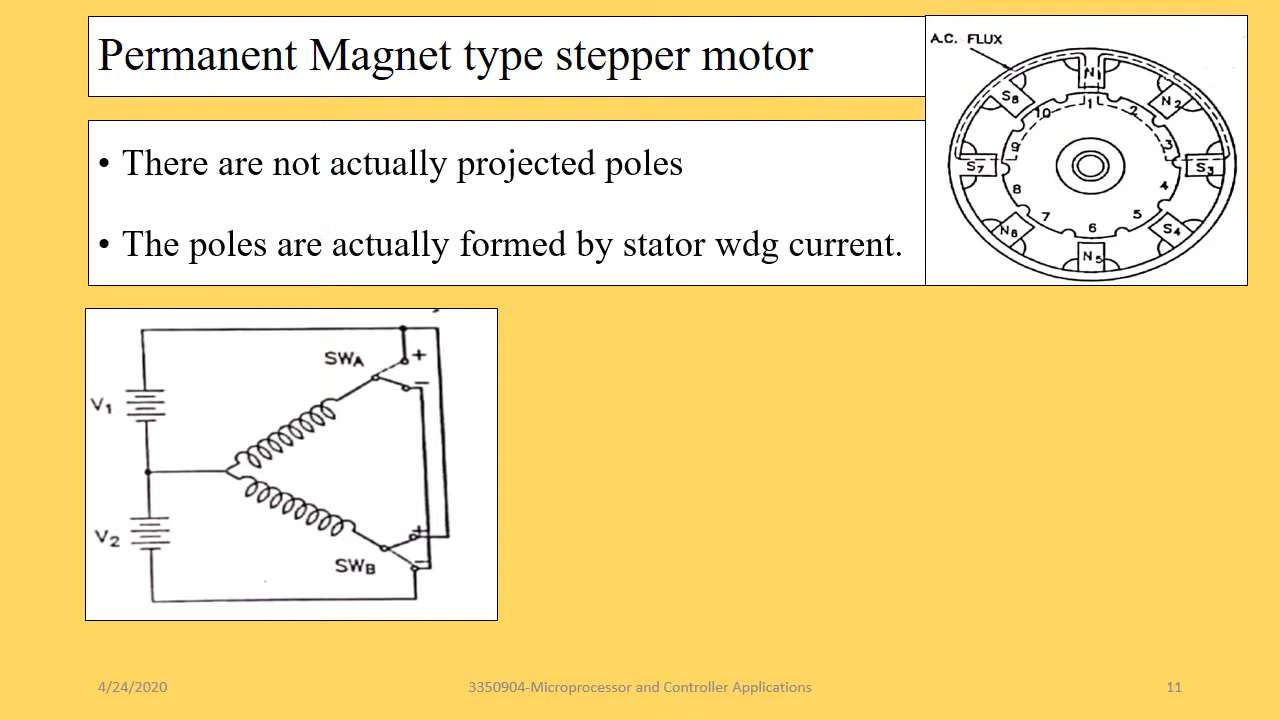 Permanent Magnet type stepper motor
A.C. FLUX
N1
N2
S3
S4
N5
N6
S7
S8
1
2
3
4
5
6
7
8
9
10
• There are not actually projected poles
• The poles are actually formed by stator wdg current.
SWA
+
−
V1
V2
+
−
SWB
4/24/2020
3350904-Microprocessor and Controller Applications
11